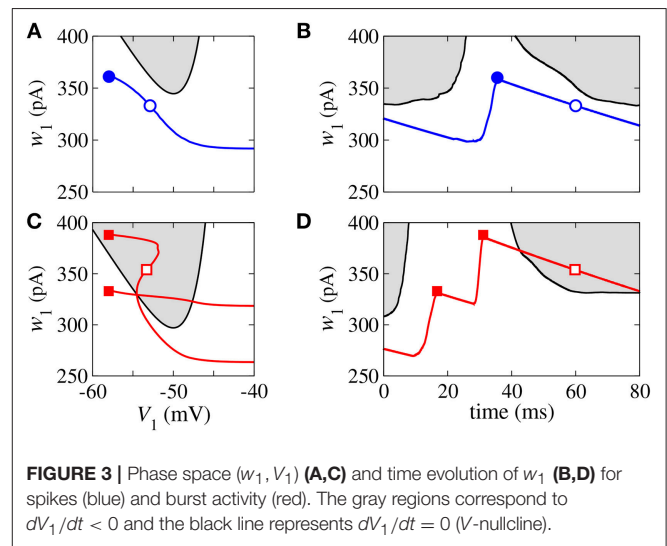 A
B
400
350
300
250
w₁ (pA)
400
350
300
250
w₁ (pA)
C
D
400
350
300
250
w₁ (pA)
-60 -50 -40
V₁ (mV)
400
350
300
250
w₁ (pA)
0 20 40 60 80
time (ms)
FIGURE 3 | Phase space (w₁, V₁) (A,C) and time evolution of w₁ (B,D) for
spikes (blue) and burst activity (red). The gray regions correspond to
dV₁/dt < 0 and the black line represents dV₁/dt = 0 (V-nullcline).